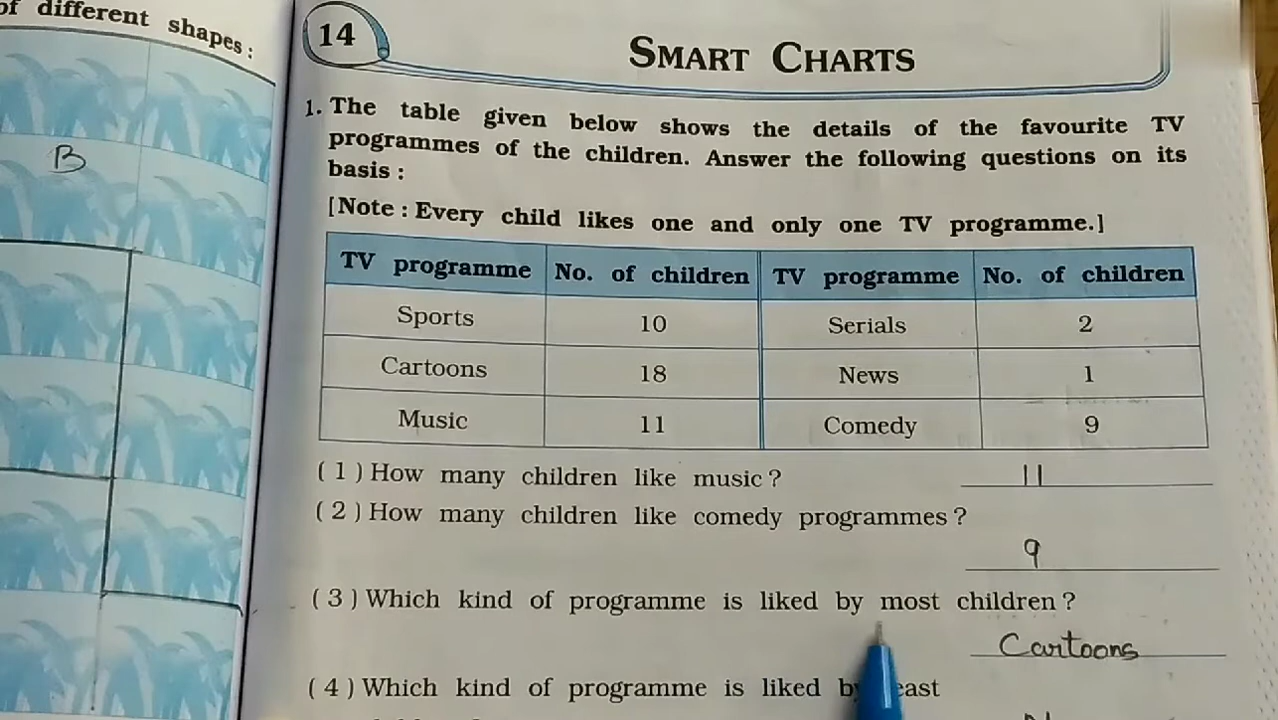 of different shapes :
B
14
SMART CHARTS
1. The table given below shows the details of the favourite TV
programmes of the children. Answer the following questions on its
basis :
[Note : Every child likes one and only one TV programme.]
TV programme No. of children TV programme No. of children
Sports 10 Serials 2
Cartoons 18 News 1
Music 11 Comedy 9
( 1 ) How many children like music ? 11
( 2 ) How many children like comedy programmes ?
9
( 3 ) Which kind of programme is liked by most children ?
Cartoons
( 4 ) Which kind of programme is liked